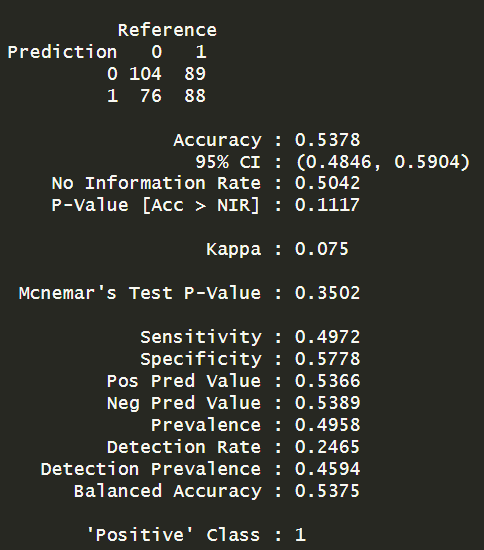 Reference
Prediction 0 1
0 104 89
1 76 88
Accuracy : 0.5378
95% CI : (0.4846, 0.5904)
No Information Rate : 0.5042
P-Value [Acc > NIR] : 0.1117
Kappa : 0.075
Mcnemar's Test P-Value : 0.3502
Sensitivity : 0.4972
Specificity : 0.5778
Pos Pred Value : 0.5366
Neg Pred Value : 0.5389
Prevalence : 0.4958
Detection Rate : 0.2465
Detection Prevalence : 0.4594
Balanced Accuracy : 0.5375
'Positive' Class : 1